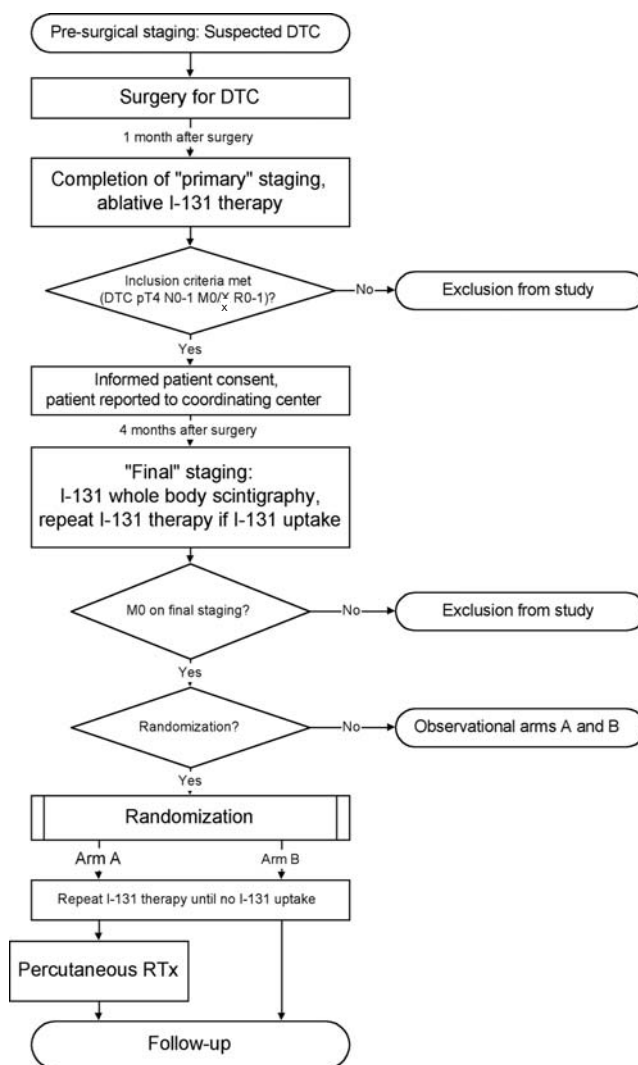 Pre-surgical staging: Suspected DTC
Surgery for DTC
1 month after surgery
Completion of "primary" staging,
ablative I-131 therapy
Inclusion criteria met
(DTC pT4 N0-1 M0/x R0-1)?
No
Exclusion from study
Yes
Informed patient consent,
patient reported to coordinating center
4 months after surgery
"Final" staging:
I-131 whole body scintigraphy,
repeat I-131 therapy if I-131 uptake
M0 on final staging?
No
Exclusion from study
Yes
Randomization?
No
Observational arms A and B
Yes
Randomization
Arm A
Arm B
Repeat I-131 therapy until no I-131 uptake
Percutaneous RTx
Follow-up